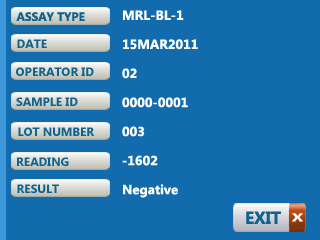 ASSAY TYPE MRL-BL-1
DATE 15MAR2011
OPERATOR ID 02
SAMPLE ID 0000-0001
LOT NUMBER 003
READING -1602
RESULT Negative
EXIT ×